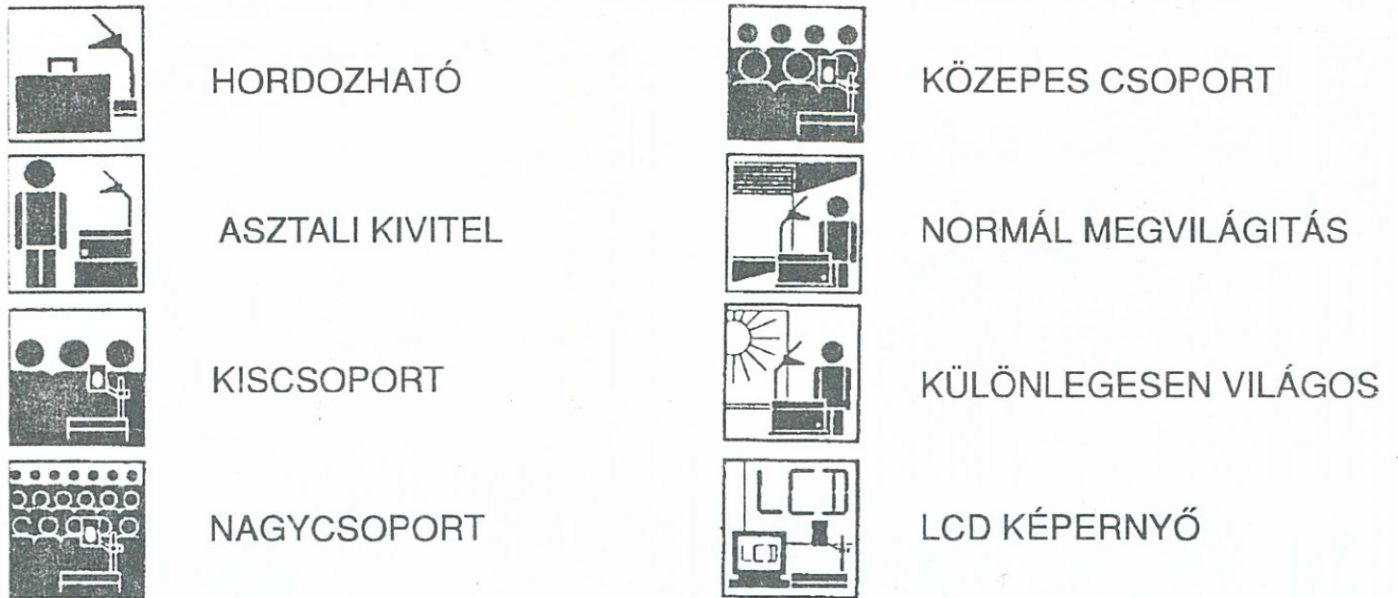 HORDOZHATÓ
ASZTALI KIVITEL
KISCSOPORT
NAGYCSOPORT
KÖZEPES CSOPORT
NORMÁL MEGVILÁGITÁS
KÜLÖNLEGESEN VILÁGOS
LCD
LCD
LCD KÉPERNYŐ